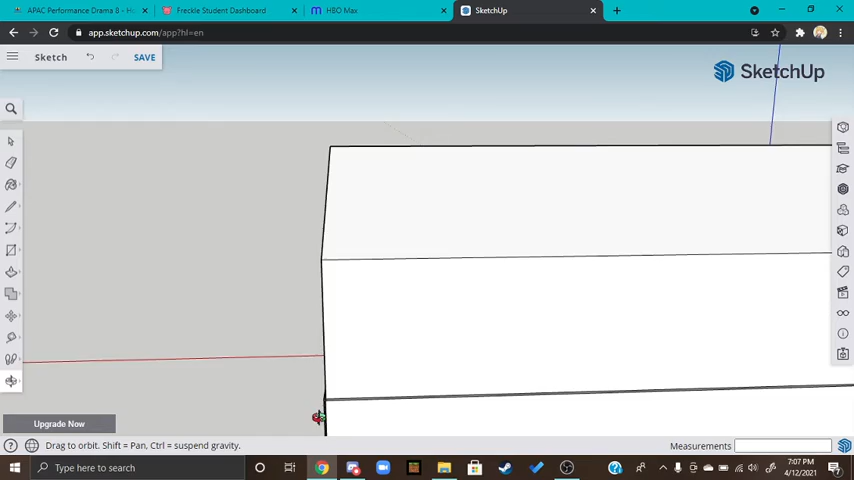 APAC Performance Drama 8 - H
Freckle Student Dashboard
HBO Max
SketchUp
app.sketchup.com/app?hl=en
Sketch
SAVE
SketchUp
Upgrade Now
Drag to orbit. Shift = Pan, Ctrl = suspend gravity.
Measurements
Type here to search
7:07 PM
4/12/2021